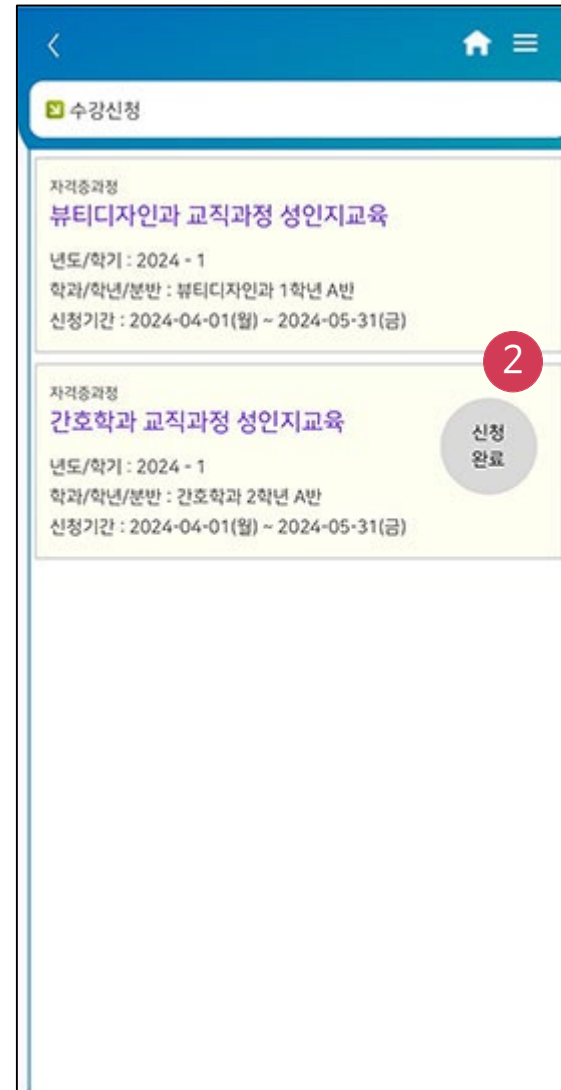 수강신청
자격증과정
뷰티디자인과 교직과정 성인지교육
년도/학기 : 2024 - 1
학과/학년/분반 : 뷰티디자인과 1학년 A반
신청기간 : 2024-04-01(월) ~ 2024-05-31(금)
2
자격증과정
간호학과 교직과정 성인지교육
년도/학기 : 2024 - 1
학과/학년/분반 : 간호학과 2학년 A반
신청기간 : 2024-04-01(월) ~ 2024-05-31(금)
신청
완료